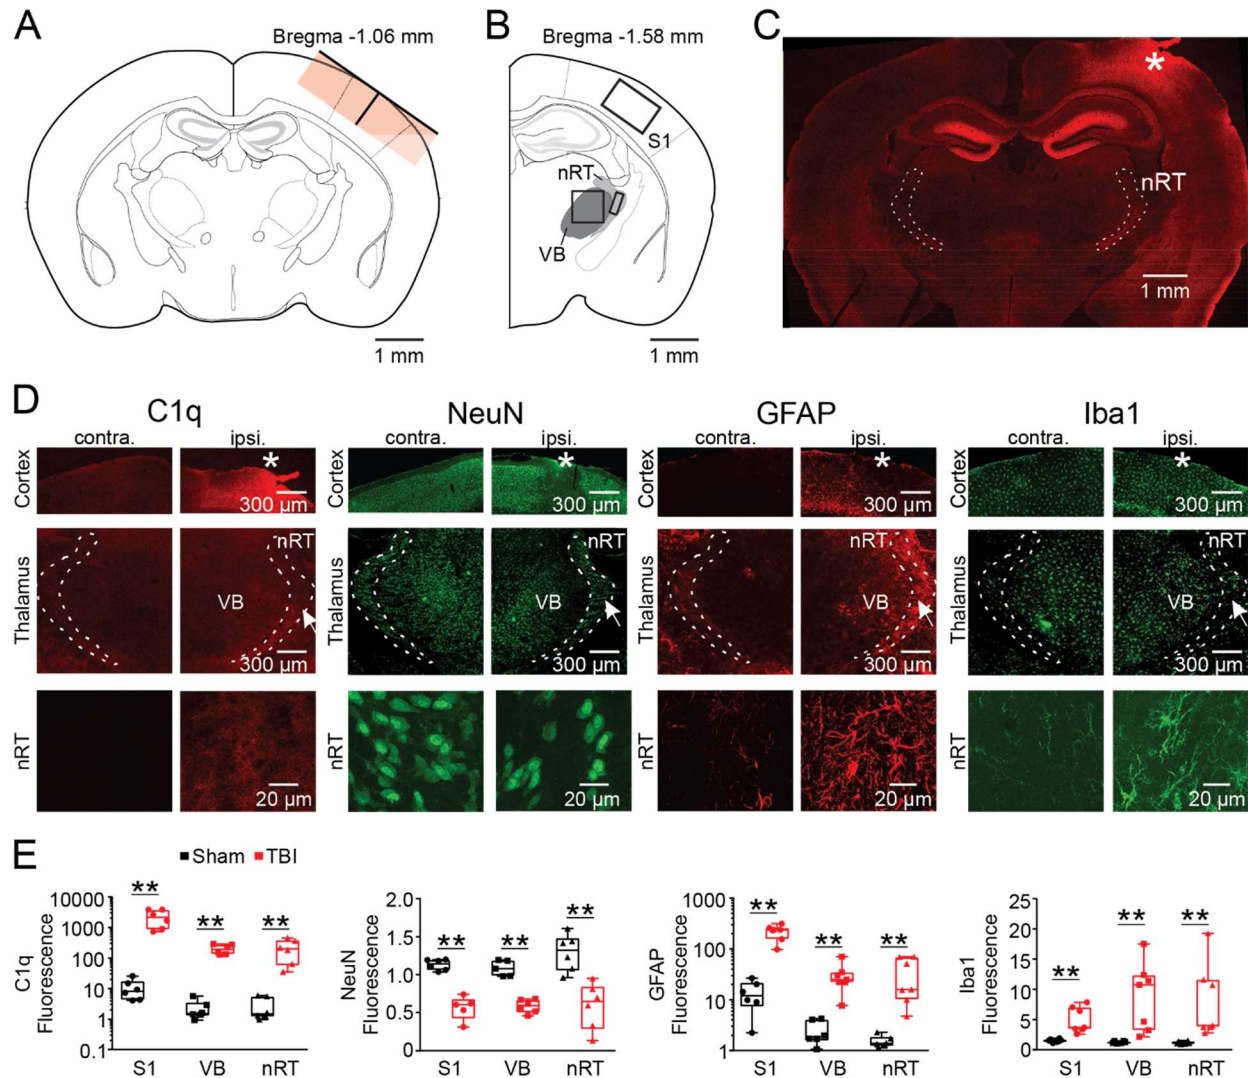 A
Bregma -1.06 mm
1 mm
B
Bregma -1.58 mm
S1
nRT
VB
1 mm
C
*
nRT
1 mm
D
C1q
NeuN
GFAP
Iba1
contra.
ipsi.
contra.
ipsi.
contra.
ipsi.
contra.
ipsi.
Cortex
*
300 µm
Cortex
*
300 µm
Cortex
*
300 µm
Cortex
*
300 µm
Thalamus
nRT
VB
300 µm
Thalamus
nRT
VB
300 µm
Thalamus
nRT
VB
300 µm
Thalamus
nRT
VB
300 µm
nRT
20 µm
nRT
20 µm
nRT
20 µm
nRT
20 µm
E
Sham
TBI
C1q
Fluorescence
10000
1000
100
10
1
0.1
**
**
**
S1
VB
nRT
NeuN
Fluorescence
2.0
1.5
1.0
0.5
0.0
**
**
**
S1
VB
nRT
GFAP
Fluorescence
1000
100
10
1
**
**
**
S1
VB
nRT
Iba1
Fluorescence
25
20
15
10
5
0
**
**
**
S1
VB
nRT